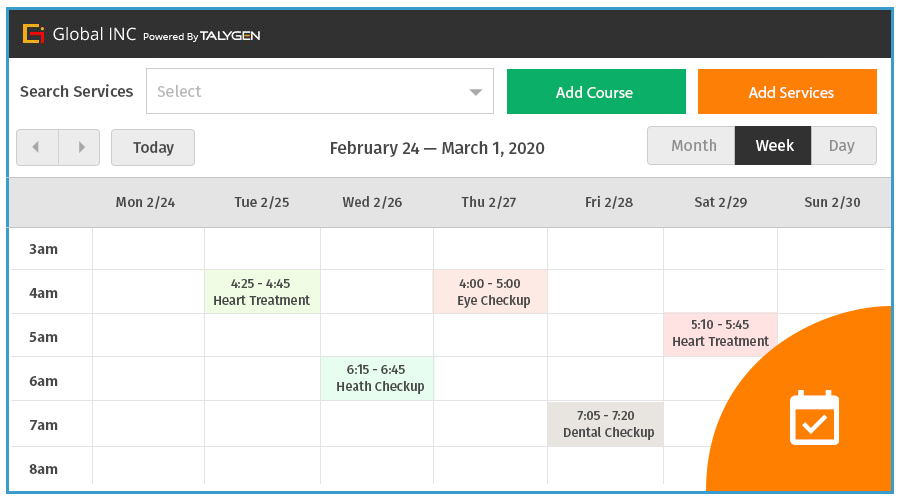 Global INC Powered By TALYGEN
Search Services Select Add Course Add Services
Today February 24 — March 1, 2020 Month Week Day
Mon 2/24 Tue 2/25 Wed 2/26 Thu 2/27 Fri 2/28 Sat 2/29 Sun 2/30
3am
4am
4:25 - 4:45
Heart Treatment
4:00 - 5:00
Eye Checkup
5am
5:10 - 5:45
Heart Treatment
6am
6:15 - 6:45
Heath Checkup
7am
7:05 - 7:20
Dental Checkup
8am